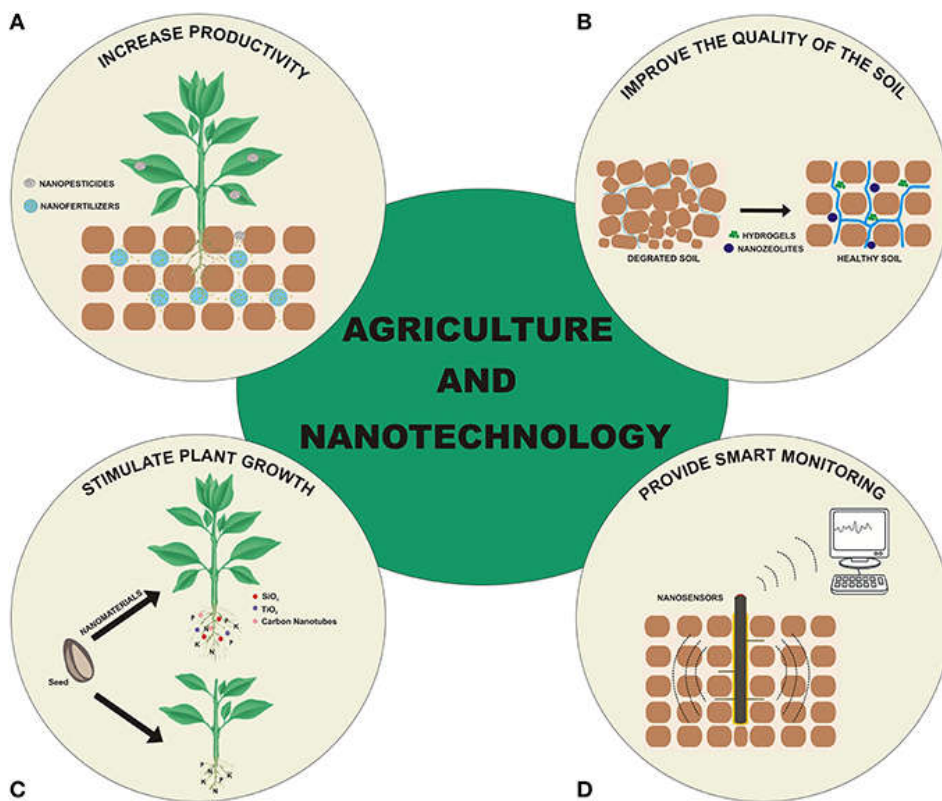 A
INCREASE PRODUCTIVITY
NANOPESTICIDES
NANOFERTILIZERS
B
IMPROVE THE QUALITY OF THE SOIL
HYDROGELS
NANOZEOLITES
DEGRATED SOIL
HEALTHY SOIL
AGRICULTURE
AND
NANOTECHNOLOGY
STIMULATE PLANT GROWTH
NANOMATERIALS
Seed
SiO₂
TiO₂
Carbon Nanotubes
P
K
N
P
K
K
N
P
K
N
N
P
K
K
P
N
C
PROVIDE SMART MONITORING
NANOSENSORS
D